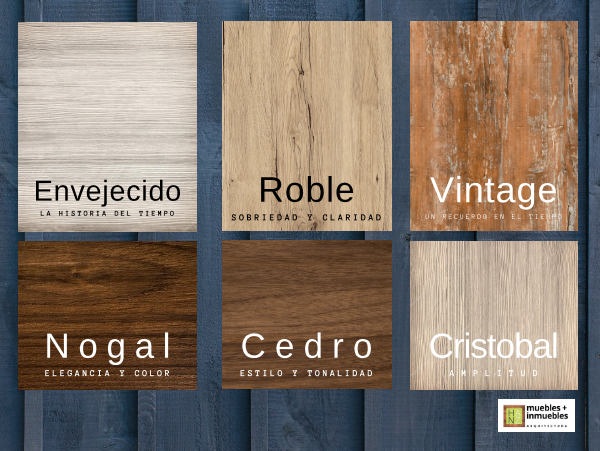 Envejecido
LA HISTORIA DEL TIEMPO
Roble
SOBRIEDAD Y CLARIDAD
Vintage
UN RECUERDO EN EL TIEMPO
Nogal
ELEGANCIA Y COLOR
Cedro
ESTILO Y TONALIDAD
Cristobal
AMPLITUD
muebles +
inmuebles
arquitectura